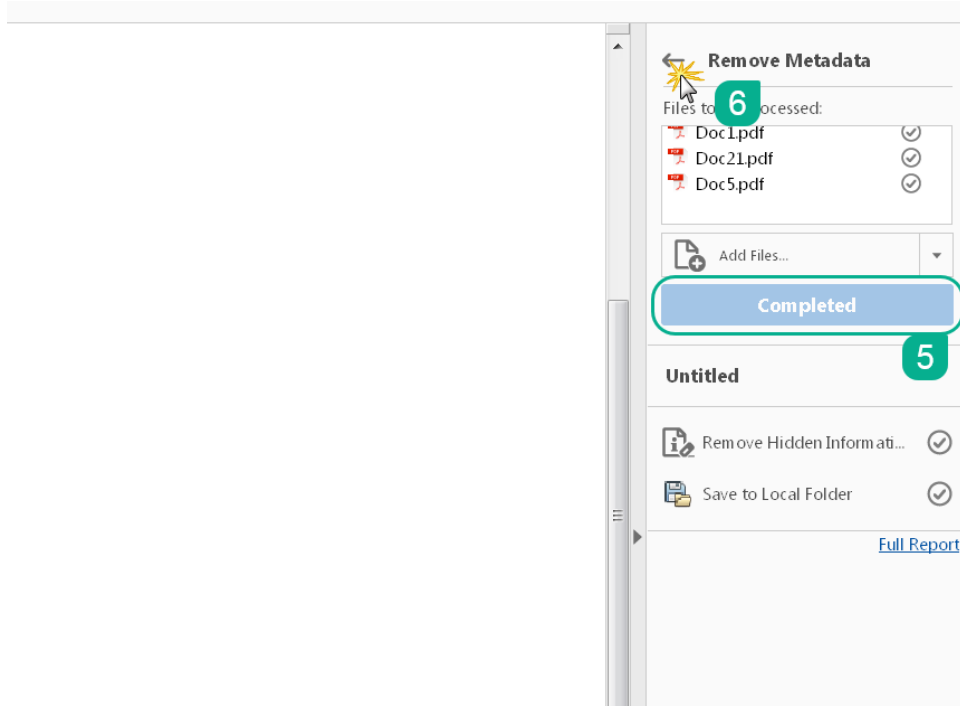 Remove Metadata
6
Files to ocessed:
Doc1.pdf
Doc21.pdf
Doc5.pdf
Add Files...
Completed
5
Untitled
Remove Hidden Informati...
Save to Local Folder
Full Report